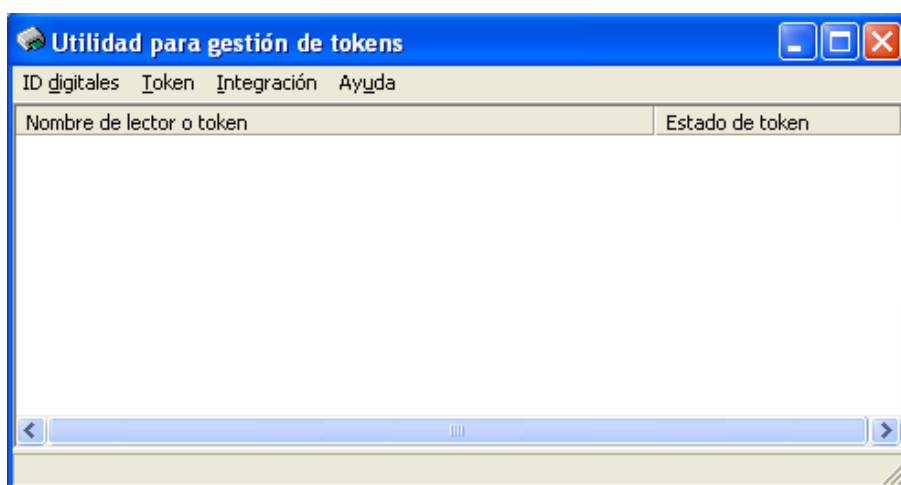 Utilidad para gestión de tokens
ID digitales Token Integración Ayuda
Nombre de lector o token Estado de token